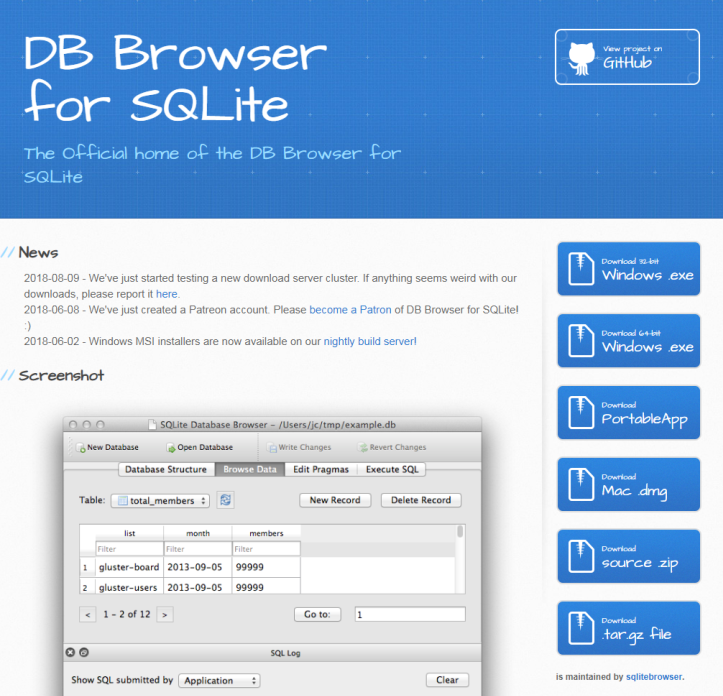 DB Browser
for SQLite
The Official home of the DB Browser for
SQLite
View project on
GitHub
// News
2018-08-09 - We've just started testing a new download server cluster. If anything seems weird with our
downloads, please report it here.
2018-06-08 - We've just created a Patreon account. Please become a Patron of DB Browser for SQLite!
:)
2018-06-02 - Windows MSI installers are now available on our nightly build server!
// Screenshot
SQLite Database Browser - /Users/jc/tmp/example.db
New Database Open Database Write Changes Revert Changes
Database Structure Browse Data Edit Pragmas Execute SQL
Table: total_members New Record Delete Record
list month members
Filter Filter Filter
1 gluster-board 2013-09-05 99999
2 gluster-users 2013-09-05 99999
< 1 - 2 of 12 > Go to: 1
SQL Log
Show SQL submitted by Application Clear
Download 32-bit
Windows .exe
Download 64-bit
Windows .exe
Download
PortableApp
Download
Mac .dmg
Download
source .zip
Download
.tar.gz file
is maintained by sqlitebrowser.